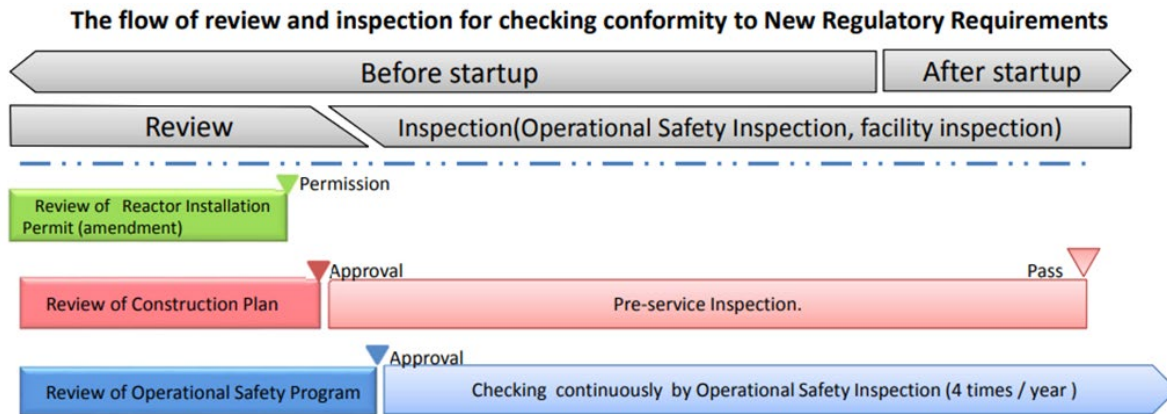 The flow of review and inspection for checking conformity to New Regulatory Requirements
Before startup
After startup
Review
Inspection(Operational Safety Inspection, facility inspection)
Permission
Review of Reactor Installation
Permit (amendment)
Approval
Pass
Review of Construction Plan
Pre-service Inspection.
Approval
Review of Operational Safety Program
Checking continuously by Operational Safety Inspection (4 times / year )